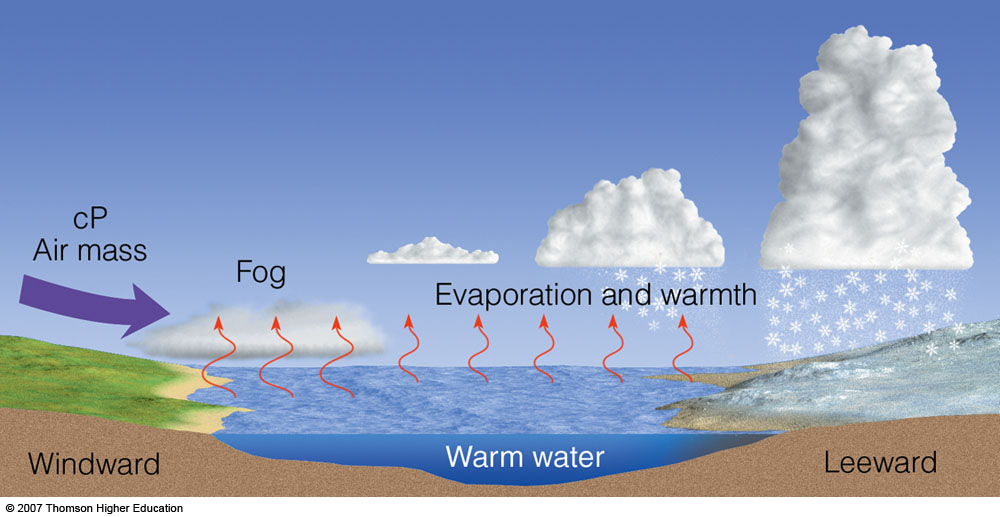 cP
Air mass
Fog
Evaporation and warmth
Windward
Warm water
Leeward
© 2007 Thomson Higher Education